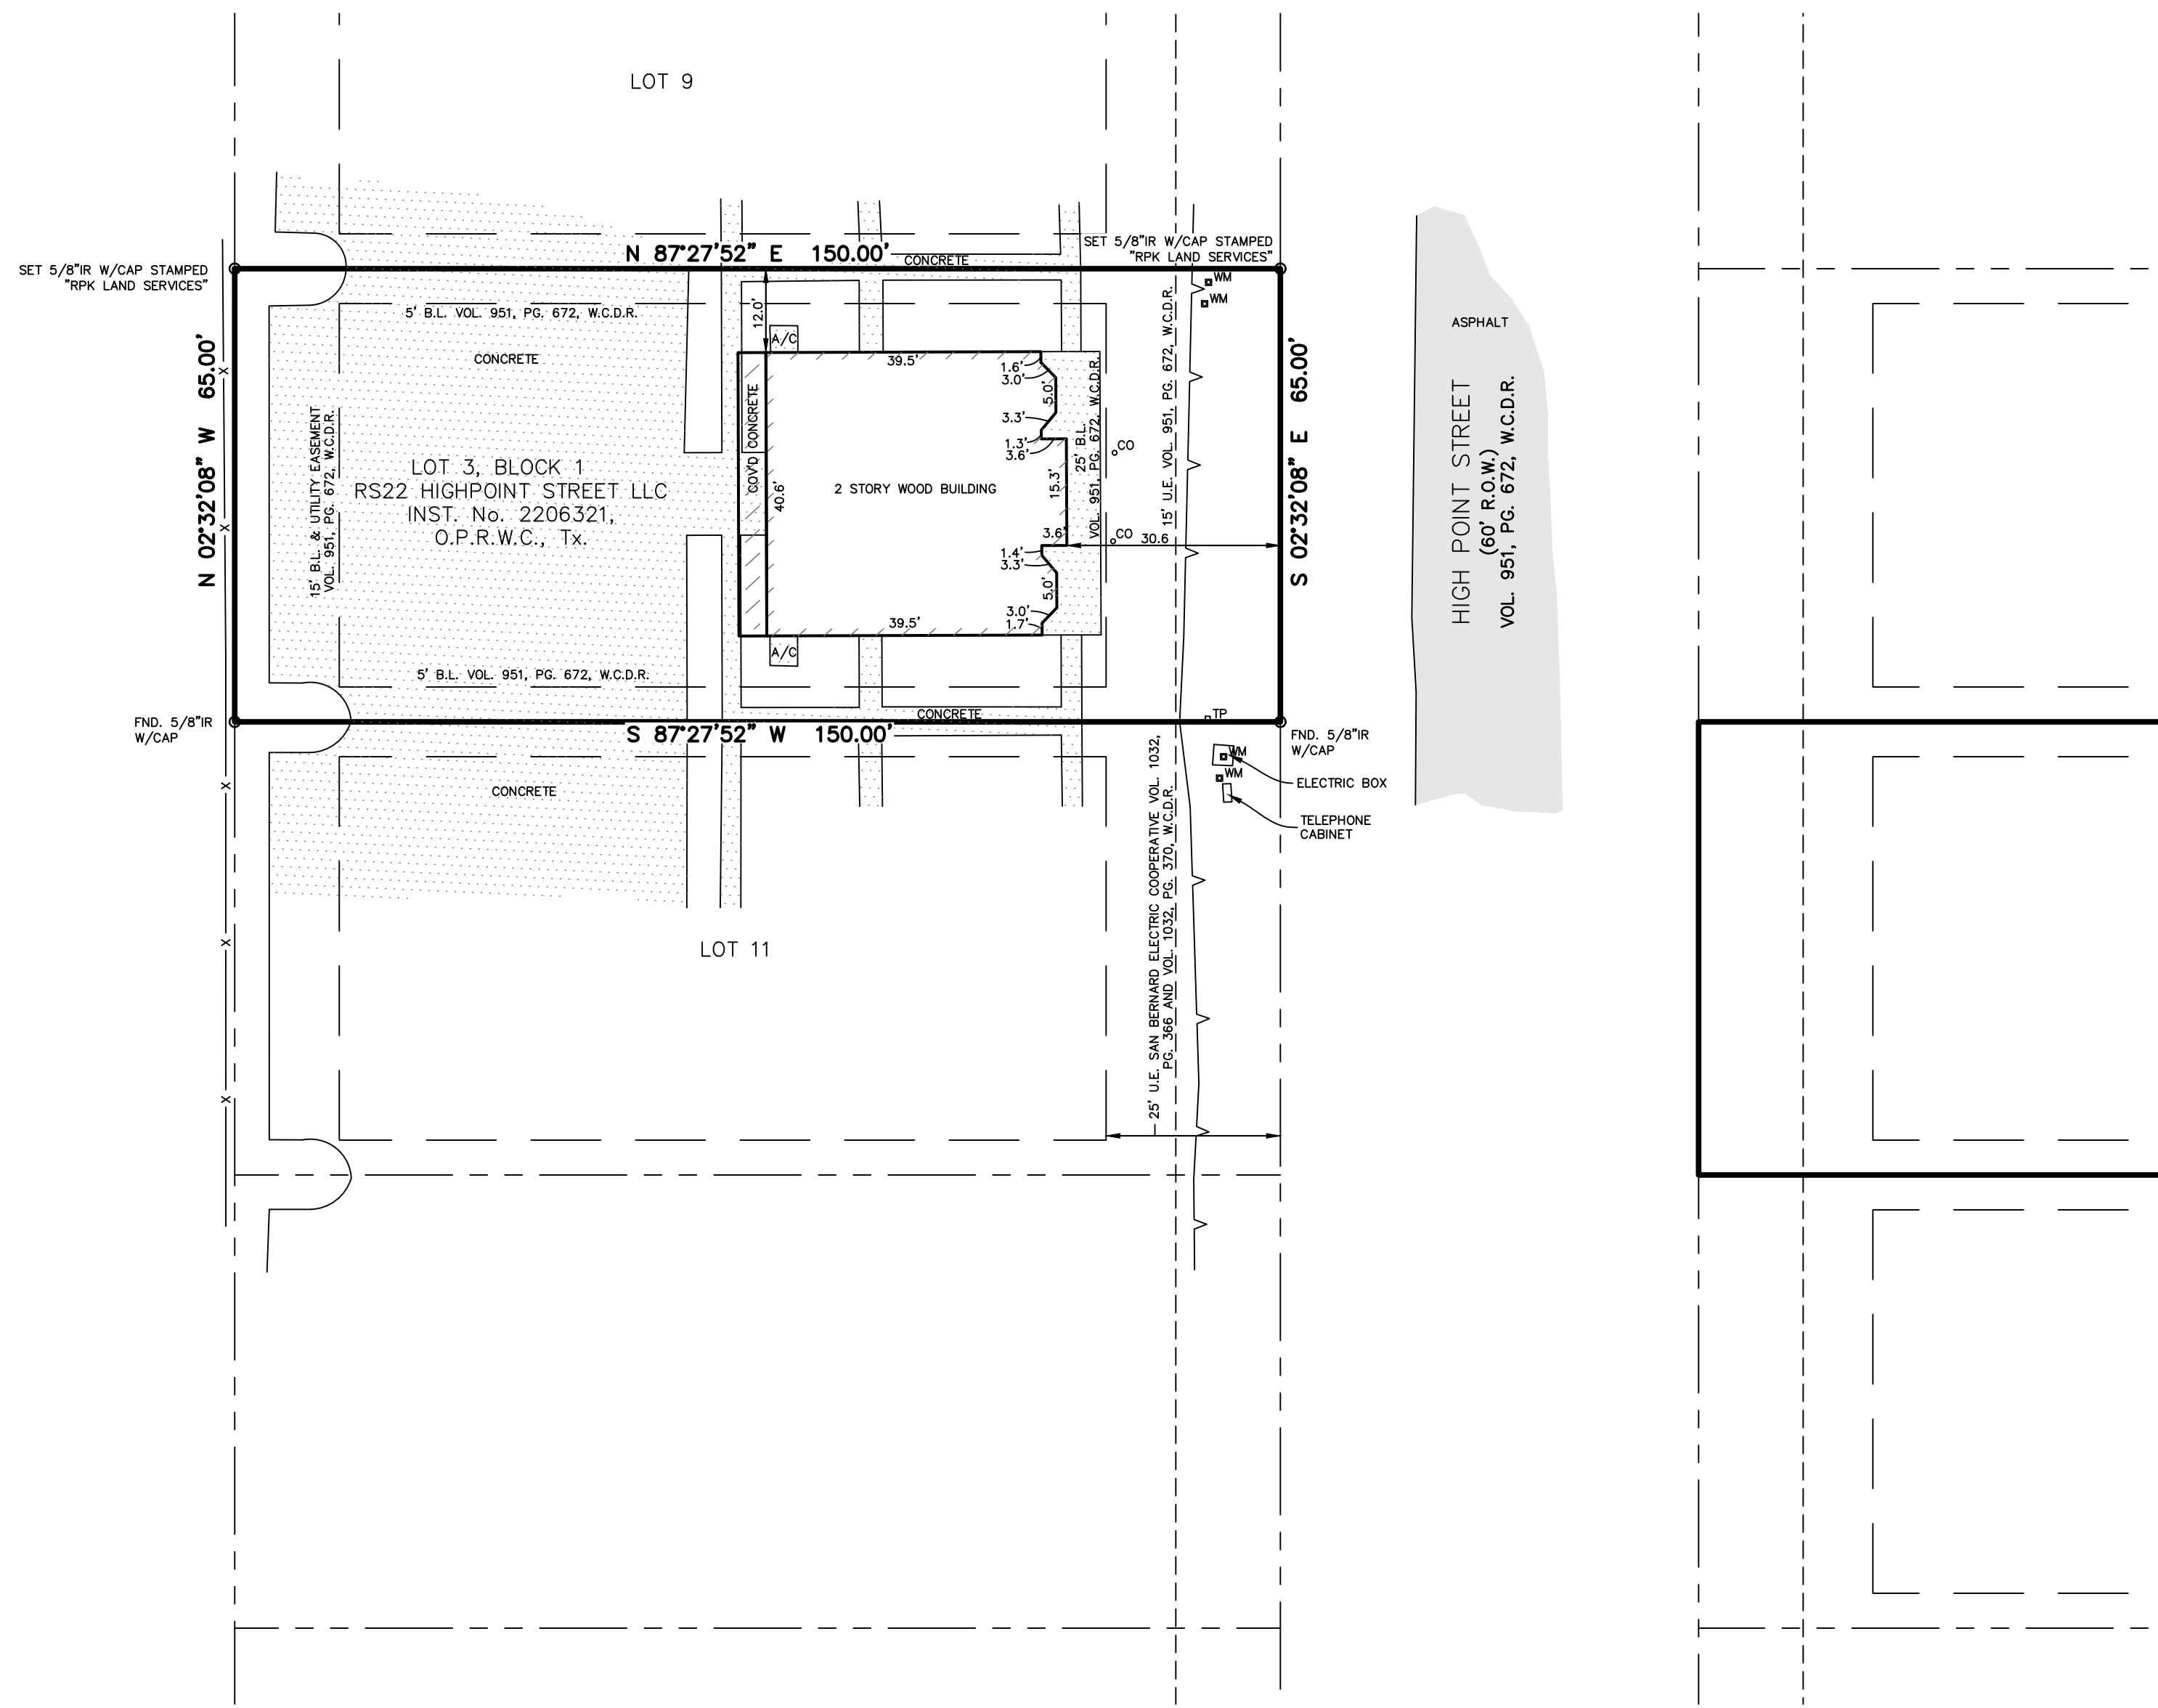 LOT 9
N 87°27'52" E 150.00'
SET 5/8"IR W/CAP STAMPED
"RPK LAND SERVICES"
SET 5/8"IR W/CAP STAMPED
"RPK LAND SERVICES"
CONCRETE
WM
WM
5' B.L. VOL. 951, PG. 672, W.C.D.R.
12.0'
A/C
CONCRETE
39.5'
1.6'
3.0'
5.0'
3.3'
1.3'
3.6'
COV'D CONCRETE
40.6'
2 STORY WOOD BUILDING
15.3'
25' B.L.
VOL. 951, PG. 672, W.C.D.R.
CO
CO
15' U.E. VOL. 951, PG. 672, W.C.D.R.
30.6
3.6'
1.4'
3.3'
5.0'
3.0'
1.7'
39.5'
A/C
N 02°32'08" W 65.00'
S 02°32'08" E 65.00'
15' B.L. & UTILITY EASEMENT
VOL. 951, PG. 672, W.C.D.R.
X
X
LOT 3, BLOCK 1
RS22 HIGHPOINT STREET LLC
INST. No. 2206321,
O.P.R.W.C., Tx.
ASPHALT
HIGH POINT STREET
(60' R.O.W.)
VOL. 951, PG. 672, W.C.D.R.
5' B.L. VOL. 951, PG. 672, W.C.D.R.
CONCRETE
TP
FND. 5/8"IR
W/CAP
S 87°27'52" W 150.00'
FND. 5/8"IR
W/CAP
WM
WM
ELECTRIC BOX
TELEPHONE
CABINET
CONCRETE
X
X
X
LOT 11
25' U.E. SAN BERNARD ELECTRIC COOPERATIVE VOL. 1032,
PG. 366 AND VOL. 1032, PG. 370, W.C.D.R.